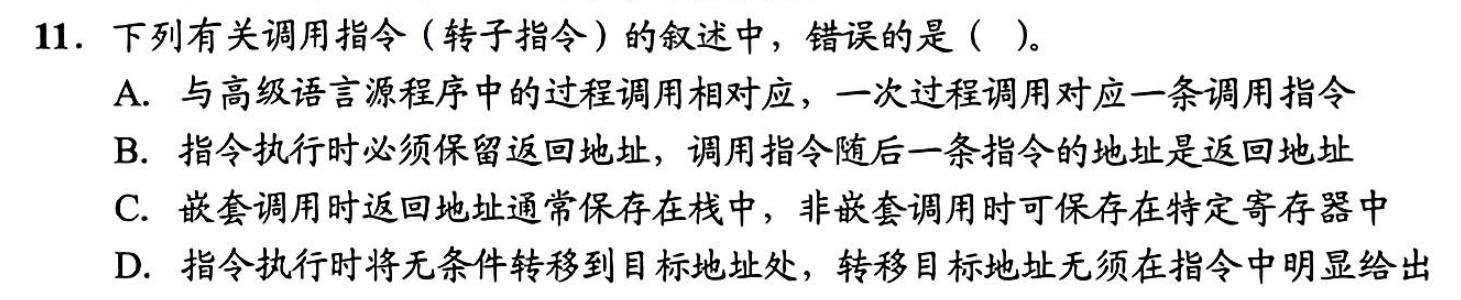 11. 下列有关调用指令（转子指令）的叙述中，错误的是（ ）。
A. 与高级语言源程序中的过程调用相对应，一次过程调用对应一条调用指令
B. 指令执行时必须保留返回地址，调用指令随后一条指令的地址是返回地址
C. 嵌套调用时返回地址通常保存在栈中，非嵌套调用时可保存在特定寄存器中
D. 指令执行时将无条件转移到目标地址处，转移目标地址无须在指令中明显给出